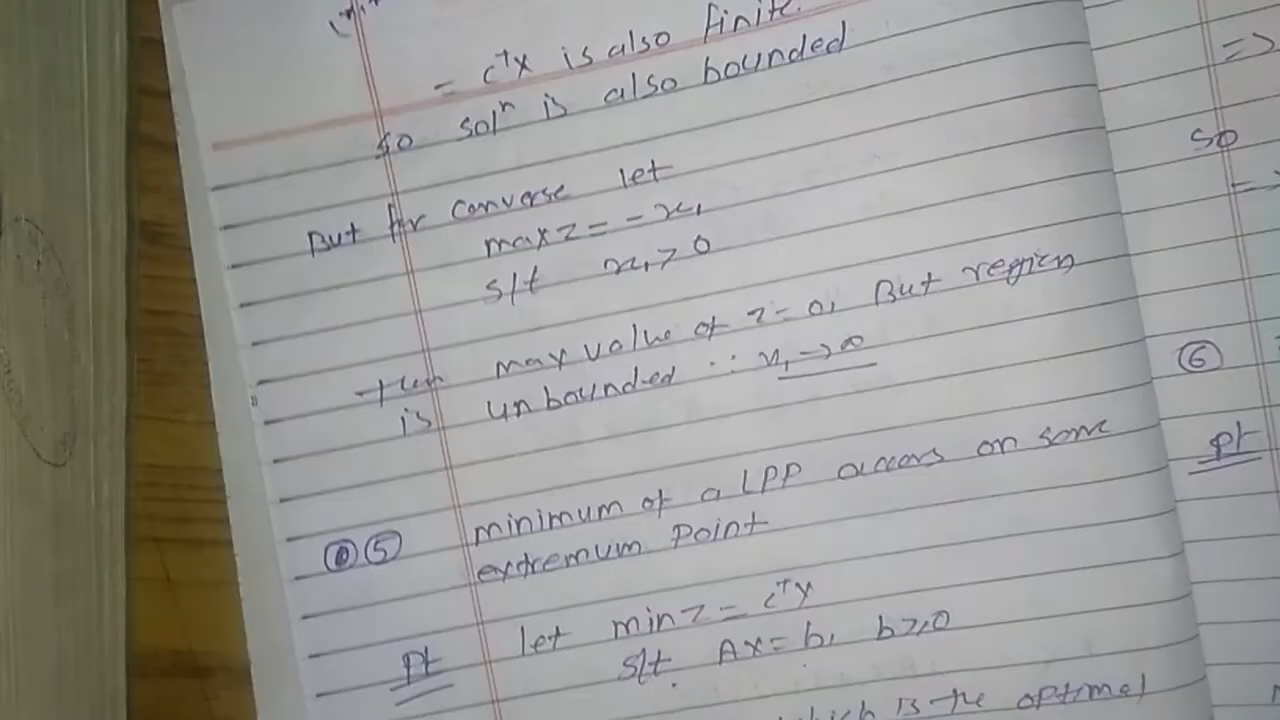 = cᵀx is also finite.
so solⁿ is also bounded
But for converse let
max z = -x₁
s/t x₁ ≥ 0
then max value of z = 0, But region
is unbounded ∵ x₁ → ∞
⑤ minimum of a LPP occors on some
extremum Point
pf let min z = cᵀx
s/t. Ax = b, b ≥ 0
which is the optimal
=>
so
⑥
pf